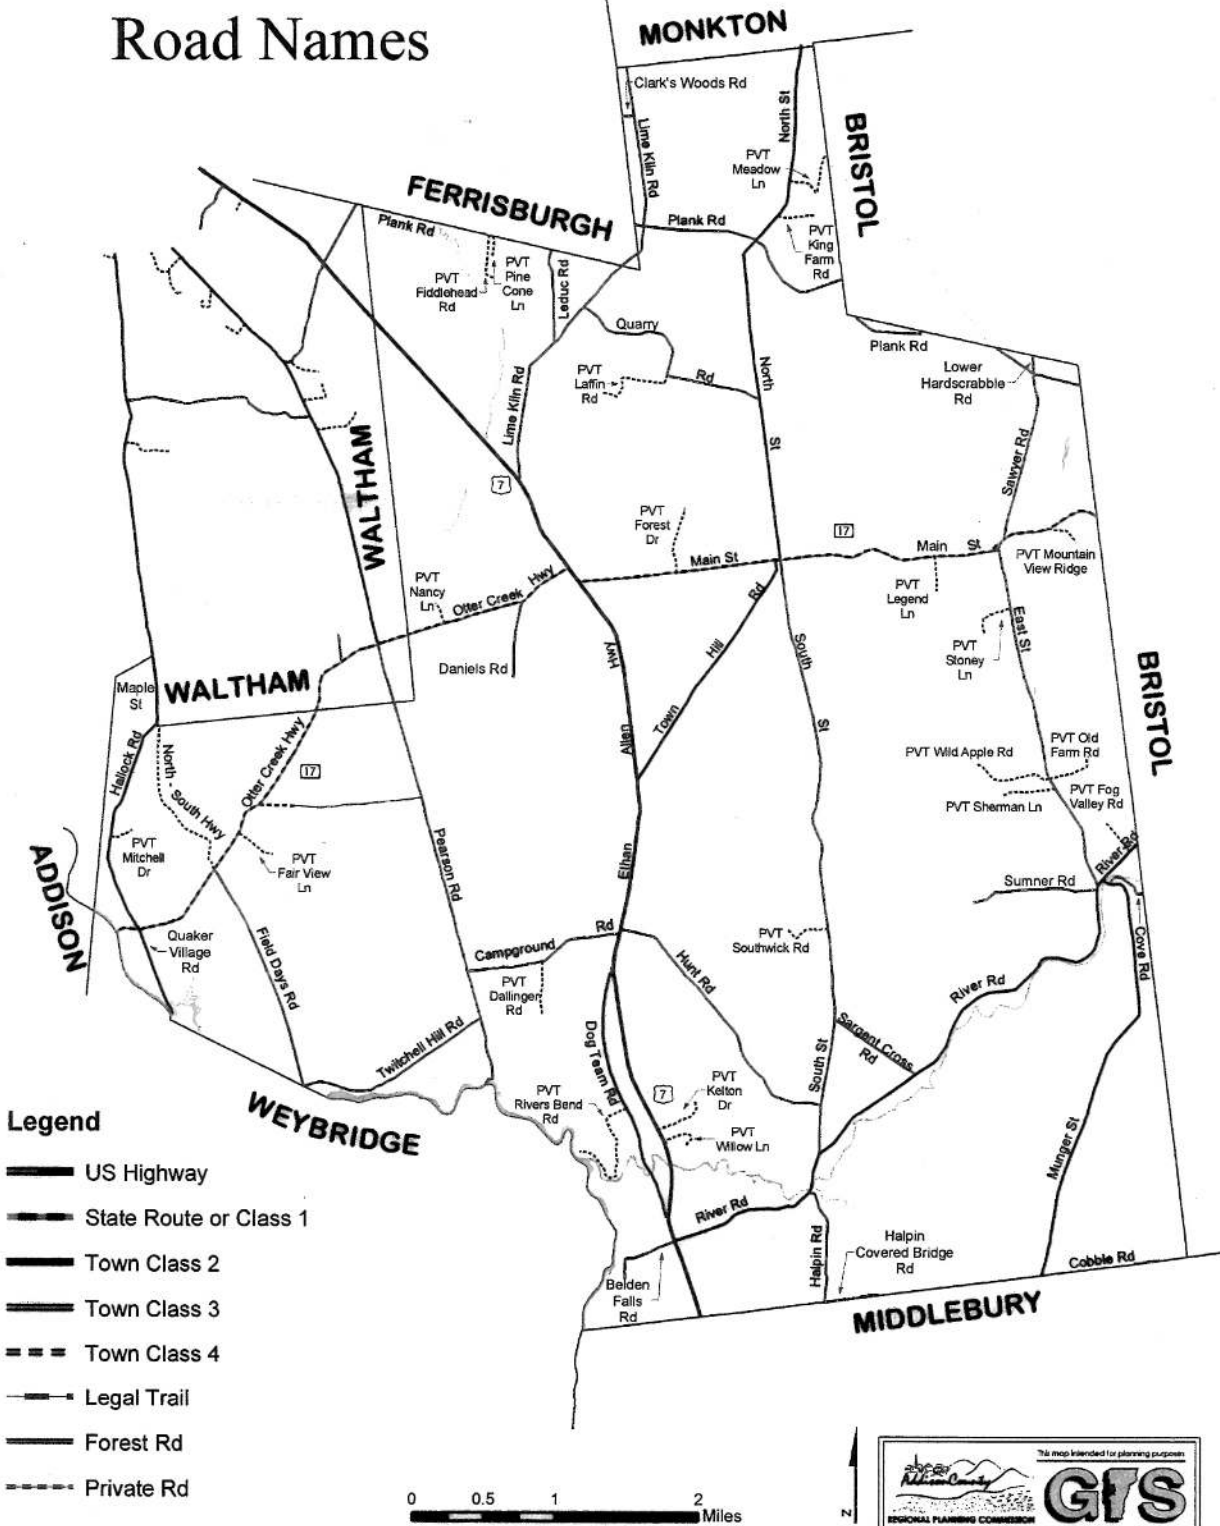 Road Names
MONKTON
Clark's Woods Rd
North St
Lime Kiln Rd
PVT
Meadow
Ln
BRISTOL
FERRISBURGH
Plank Rd
Plank Rd
PVT
King
Farm
Rd
PVT
Fiddlehead
Rd
PVT
Pine
Cone
Ln
Leduc Rd
Quarry
Rd
PVT
Laffin
Rd
Lime Kiln Rd
North
St
Plank Rd
Lower
Hardscrabble
Rd
Sawyer Rd
WALTHAM
7
PVT
Forest
Dr
17
Main St
Main St
PVT Mountain
View Ridge
PVT
Nancy
Ln
Otter Creek Hwy
PVT
Legend
Ln
Daniels Rd
Hwy
Allen
Ethan
Town Hill Rd
South
St
East St
PVT
Stoney
Ln
BRISTOL
Maple
St
WALTHAM
Hallock Rd
North - South Hwy
Otter Creek Hwy
17
PVT Wild Apple Rd
PVT Old
Farm Rd
PVT Sherman Ln
PVT Fog
Valley Rd
River Rd
ADDISON
PVT
Mitchell
Dr
PVT
Fair View
Ln
Pearson Rd
Sumner Rd
Quaker
Village
Rd
Field Days Rd
Campground Rd
PVT
Dallinger
Rd
Hunt Rd
PVT
Southwick Rd
Cove Rd
River Rd
Twitchell Hill Rd
Dog Team Rd
South St
Sargent Cross
Rd
WEYBRIDGE
PVT
Rivers Bend
Rd
7
PVT
Kelton
Dr
PVT
Willow Ln
Munger St
River Rd
Halpin Rd
Halpin
Covered Bridge
Rd
Cobble Rd
Belden
Falls
Rd
MIDDLEBURY
Legend
US Highway
State Route or Class 1
Town Class 2
Town Class 3
Town Class 4
Legal Trail
Forest Rd
Private Rd
0 0.5 1 2
Miles
N
This map intended for planning purposes
Addison County
REGIONAL PLANNING COMMISSION
GIS